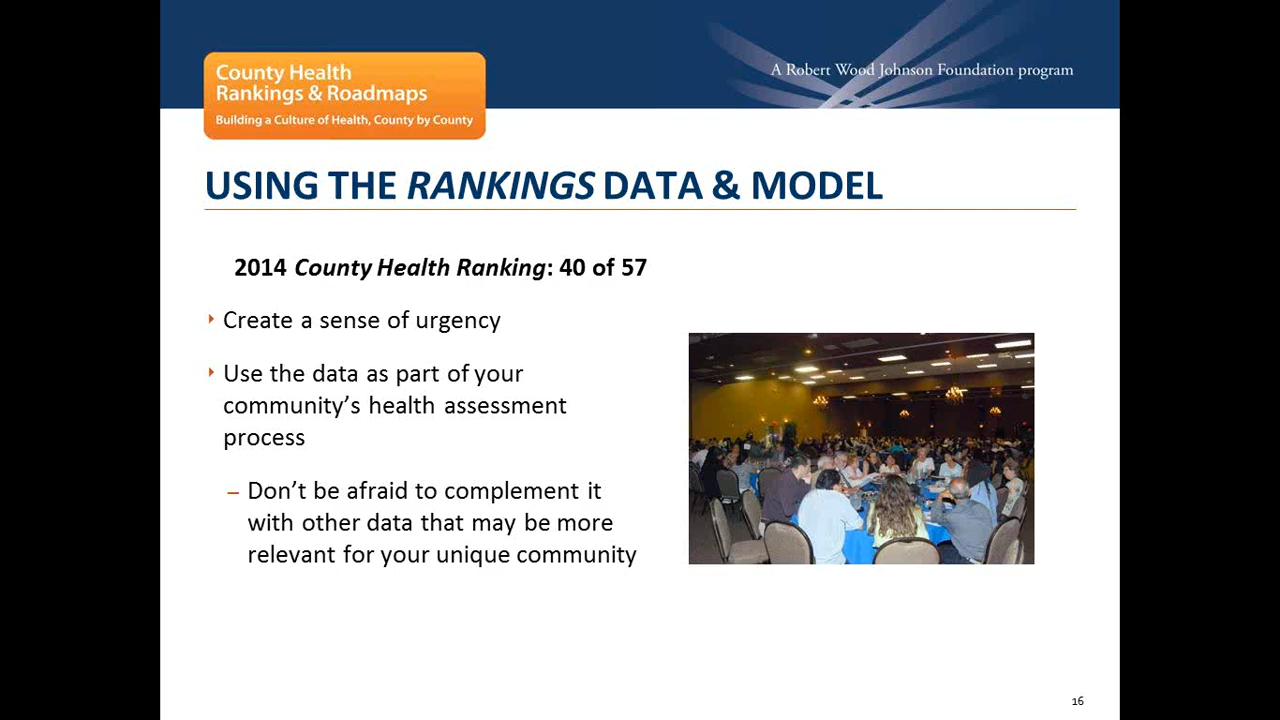 County Health
Rankings & Roadmaps
Building a Culture of Health, County by County
A Robert Wood Johnson Foundation program
USING THE RANKINGS DATA & MODEL
2014 County Health Ranking: 40 of 57
‣ Create a sense of urgency
‣ Use the data as part of your
community’s health assessment
process
– Don’t be afraid to complement it
with other data that may be more
relevant for your unique community
16